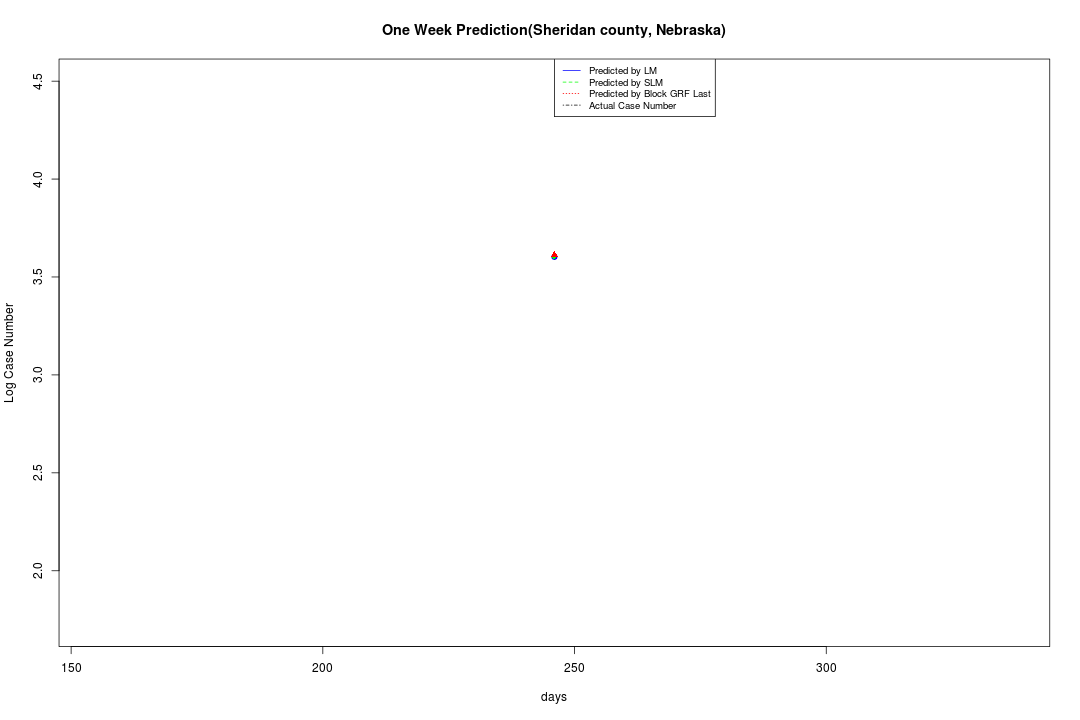 One Week Prediction(Sheridan county, Nebraska)
Predicted by LM
Predicted by SLM
Predicted by Block GRF Last
Actual Case Number
4.5
4.0
3.5
3.0
2.5
2.0
Log Case Number
150 200 250 300
days